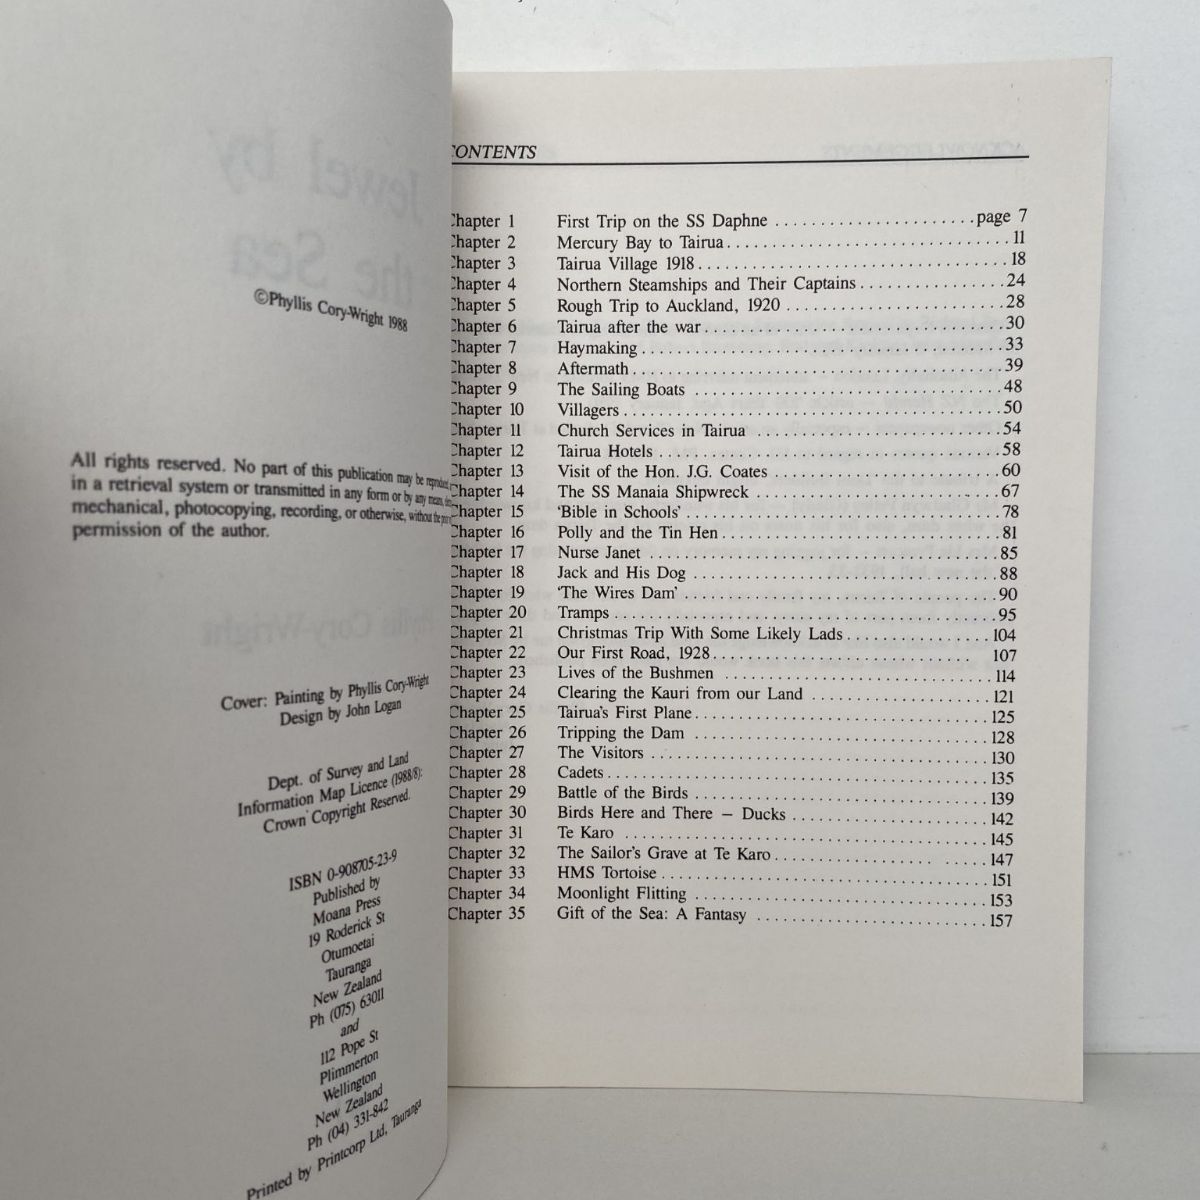 ©Phyllis Cory-Wright 1988
All rights reserved. No part of this publication may be reproduced
in a retrieval system or transmitted in any form or by any means,
mechanical, photocopying, recording, or otherwise, without the
permission of the author.
Cover: Painting by Phyllis Cory-Wright
Design by John Logan
Dept. of Survey and Land
Information Map Licence (1988/8):
Crown Copyright Reserved.
ISBN 0-908705-23-9
Published by
Moana Press
19 Roderick St
Otumoetai
Tauranga
New Zealand
Ph (075) 63011
and
112 Pope St
Plimmerton
Wellington
New Zealand
Ph (04) 331-842
Printed by Printcorp Ltd, Tauranga
CONTENTS
Chapter 1 First Trip on the SS Daphne ........................page 7
Chapter 2 Mercury Bay to Tairua..................................11
Chapter 3 Tairua Village 1918.....................................18
Chapter 4 Northern Steamships and Their Captains .................24
Chapter 5 Rough Trip to Auckland, 1920 ..........................28
Chapter 6 Tairua after the war....................................30
Chapter 7 Haymaking...........................................33
Chapter 8 Aftermath............................................39
Chapter 9 The Sailing Boats .....................................48
Chapter 10 Villagers.............................................50
Chapter 11 Church Services in Tairua .............................54
Chapter 12 Tairua Hotels .........................................58
Chapter 13 Visit of the Hon. J.G. Coates ..........................60
Chapter 14 The SS Manaia Shipwreck ............................67
Chapter 15 'Bible in Schools' .....................................78
Chapter 16 Polly and the Tin Hen.................................81
Chapter 17 Nurse Janet .........................................85
Chapter 18 Jack and His Dog ....................................88
Chapter 19 'The Wires Dam' .....................................90
Chapter 20 Tramps..............................................95
Chapter 21 Christmas Trip With Some Likely Lads.................104
Chapter 22 Our First Road, 1928................................ 107
Chapter 23 Lives of the Bushmen ................................114
Chapter 24 Clearing the Kauri from our Land .....................121
Chapter 25 Tairua's First Plane...................................125
Chapter 26 Tripping the Dam ...................................128
Chapter 27 The Visitors ........................................130
Chapter 28 Cadets..............................................135
Chapter 29 Battle of the Birds ...................................139
Chapter 30 Birds Here and There – Ducks .......................142
Chapter 31 Te Karo ...........................................145
Chapter 32 The Sailor's Grave at Te Karo................... ......147
Chapter 33 HMS Tortoise........................................151
Chapter 34 Moonlight Flitting ...................................153
Chapter 35 Gift of the Sea: A Fantasy ...........................157